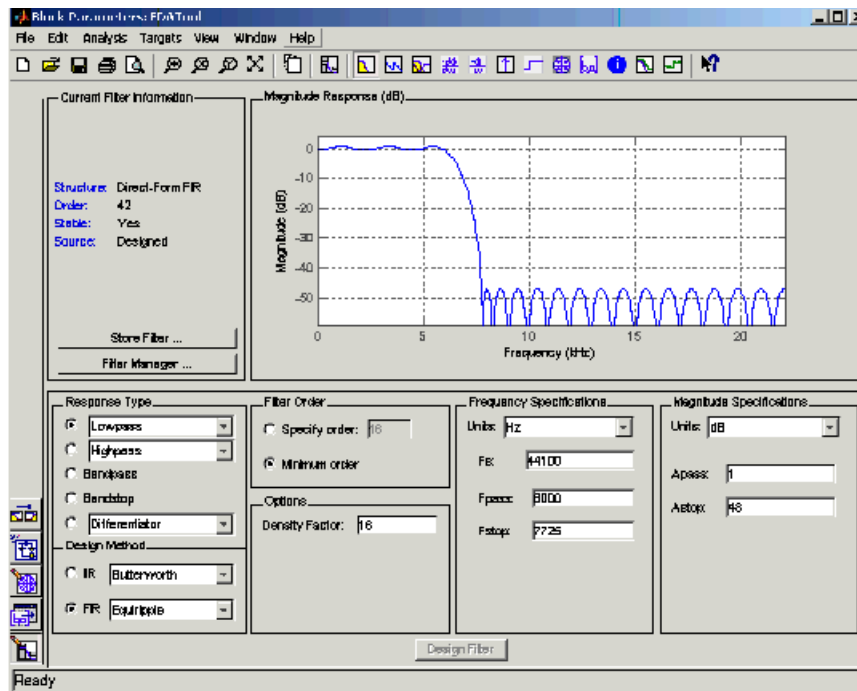 Block Parameters: FDATool
File Edit Analysis Targets View Window Help
Current Filter Information
Structure: Direct-Form FIR
Order: 42
Stable: Yes
Source: Designed
Store Filter ...
Filter Manager ...
Magnitude Response (dB)
Magnitude (dB)
0
-10
-20
-30
-40
-50
0 5 10 15 20
Frequency (kHz)
Response Type
Lowpass
Highpass
Bandpass
Bandstop
Differentiator
Design Method
IIR Butterworth
FIR Equiripple
Filter Order
Specify order: 16
Minimum order
Options
Density Factor: 16
Frequency Specifications
Units: Hz
Fs: 44100
Fpass: 6000
Fstop: 7725
Magnitude Specifications
Units: dB
Apass: 1
Astop: 48
Design Filter
Ready